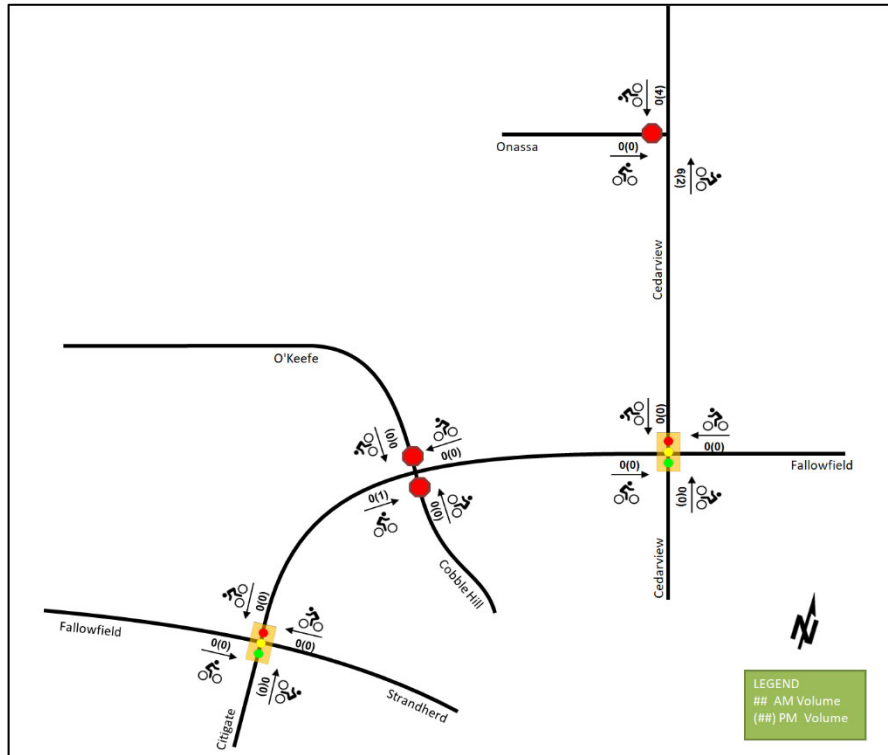 0(4)
Onassa
0(0)
6(2)
Cedarview
O'Keefe
0(0)
0(0)
0(0)
0(0)
0(0)
Fallowfield
0(0)
0(1)
0(0)
0(0)
Cobble Hill
Cedarview
0(0)
Fallowfield
0(0)
0(0)
0(0)
Strandherd
Citigate
N
LEGEND
## AM Volume
(##) PM Volume